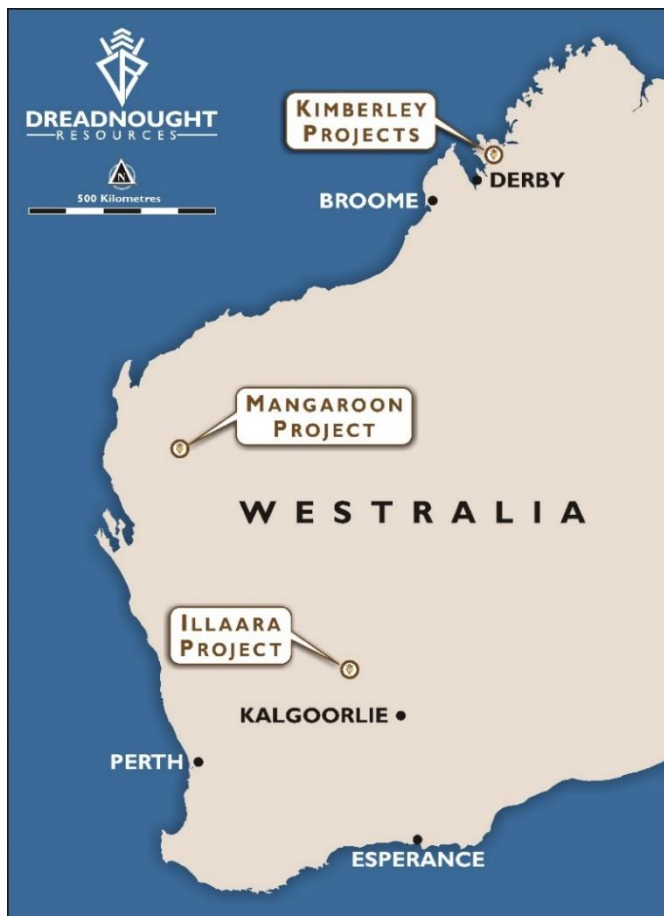 DREADNOUGHT
RESOURCES
N
500 Kilometres
KIMBERLEY
PROJECTS
DERBY
BROOME
MANGAROON
PROJECT
WESTRALIA
ILLAARA
PROJECT
KALGOORLIE
PERTH
ESPERANCE